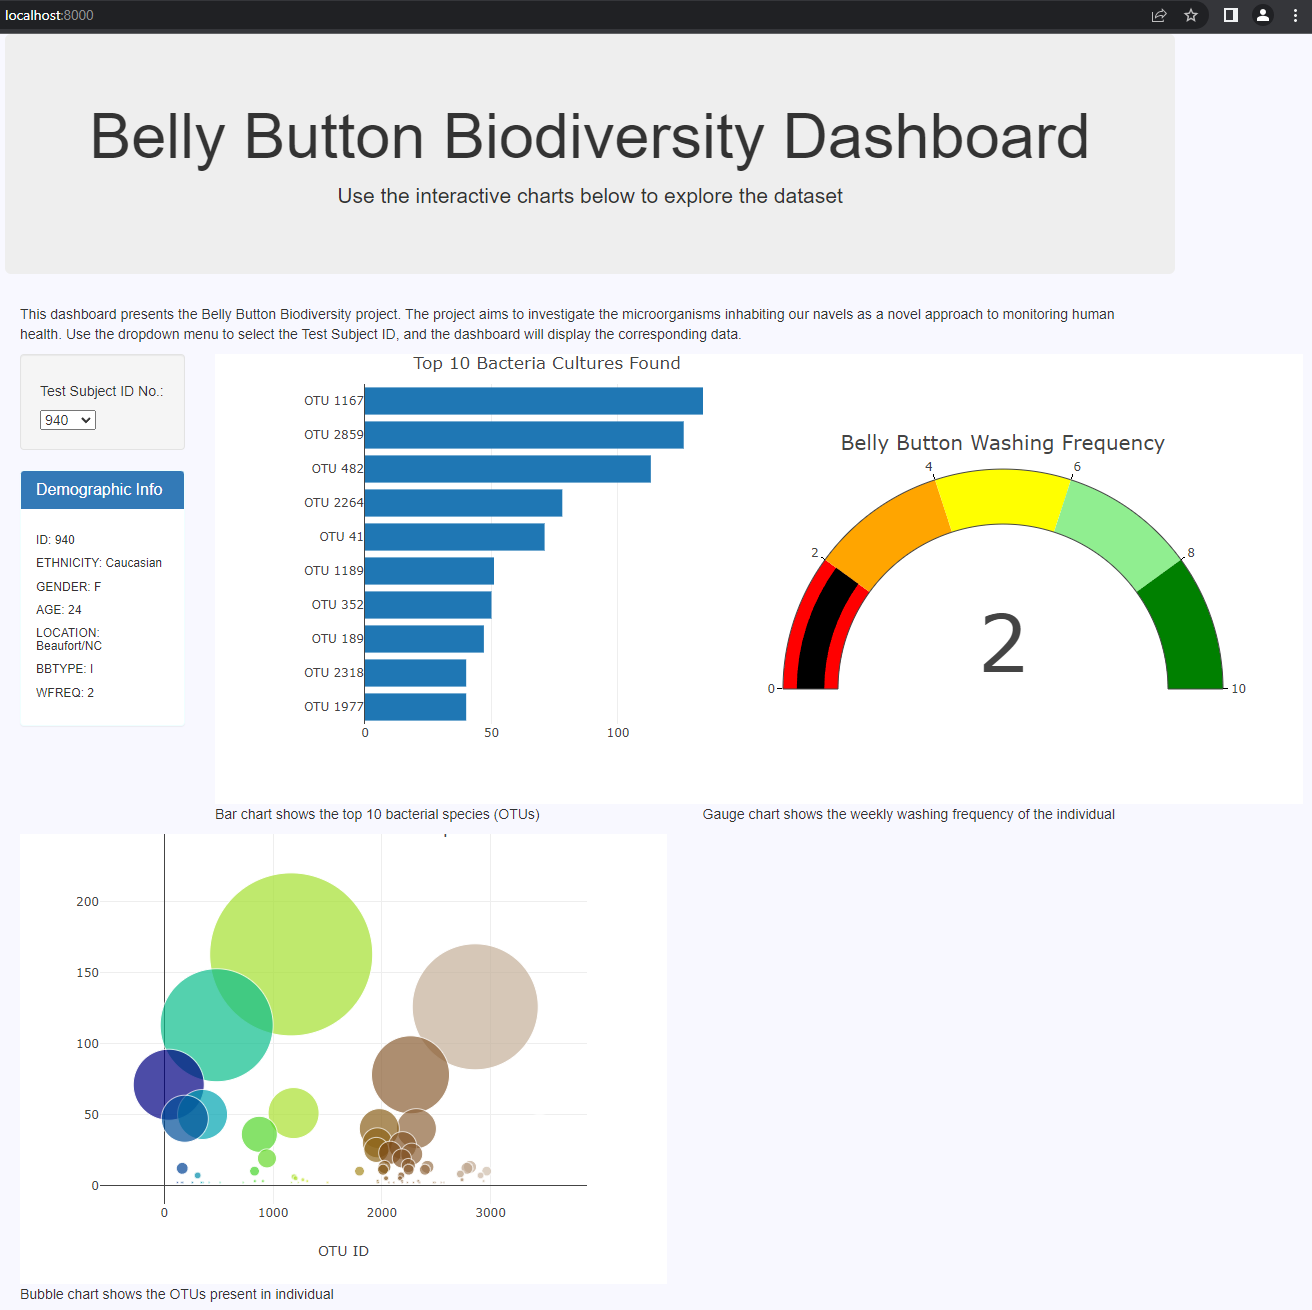 localhost:8000
Belly Button Biodiversity Dashboard
Use the interactive charts below to explore the dataset
This dashboard presents the Belly Button Biodiversity project. The project aims to investigate the microorganisms inhabiting our navels as a novel approach to monitoring human
health. Use the dropdown menu to select the Test Subject ID, and the dashboard will display the corresponding data.
Test Subject ID No.:
940
Demographic Info
ID: 940
ETHNICITY: Caucasian
GENDER: F
AGE: 24
LOCATION:
Beaufort/NC
BBTYPE: I
WFREQ: 2
Top 10 Bacteria Cultures Found
OTU 1167
OTU 2859
OTU 482
OTU 2264
OTU 41
OTU 1189
OTU 352
OTU 189
OTU 2318
OTU 1977
0 50 100
Belly Button Washing Frequency
0 2 4 6 8 10
2
Bar chart shows the top 10 bacterial species (OTUs)
Gauge chart shows the weekly washing frequency of the individual
200
150
100
50
0
0 1000 2000 3000
OTU ID
Bubble chart shows the OTUs present in individual